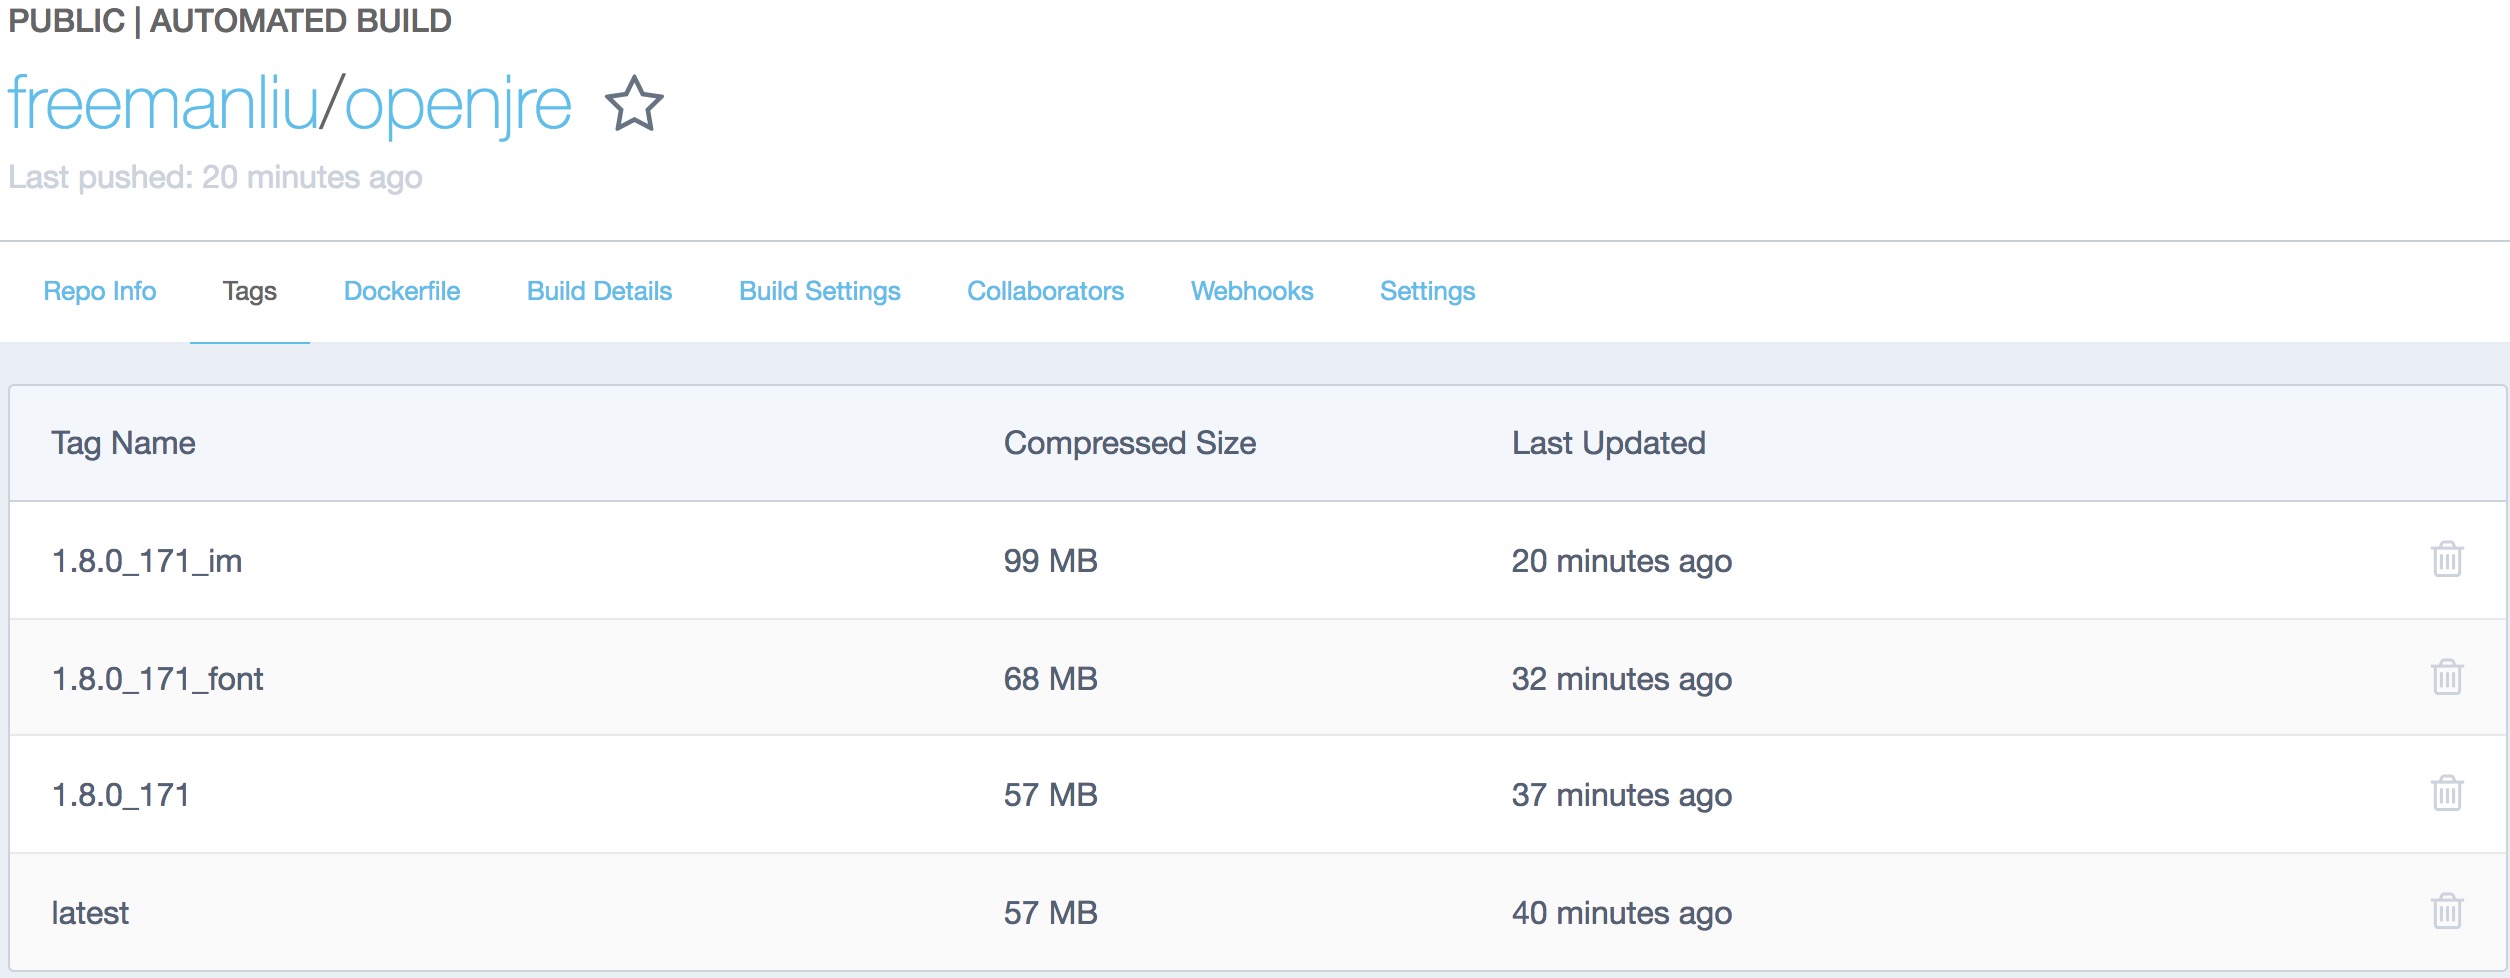 PUBLIC | AUTOMATED BUILD
freemanliu/openjre
Last pushed: 20 minutes ago
Repo Info Tags Dockerfile Build Details Build Settings Collaborators Webhooks Settings
Tag Name Compressed Size Last Updated
1.8.0_171_im 99 MB 20 minutes ago
1.8.0_171_font 68 MB 32 minutes ago
1.8.0_171 57 MB 37 minutes ago
latest 57 MB 40 minutes ago